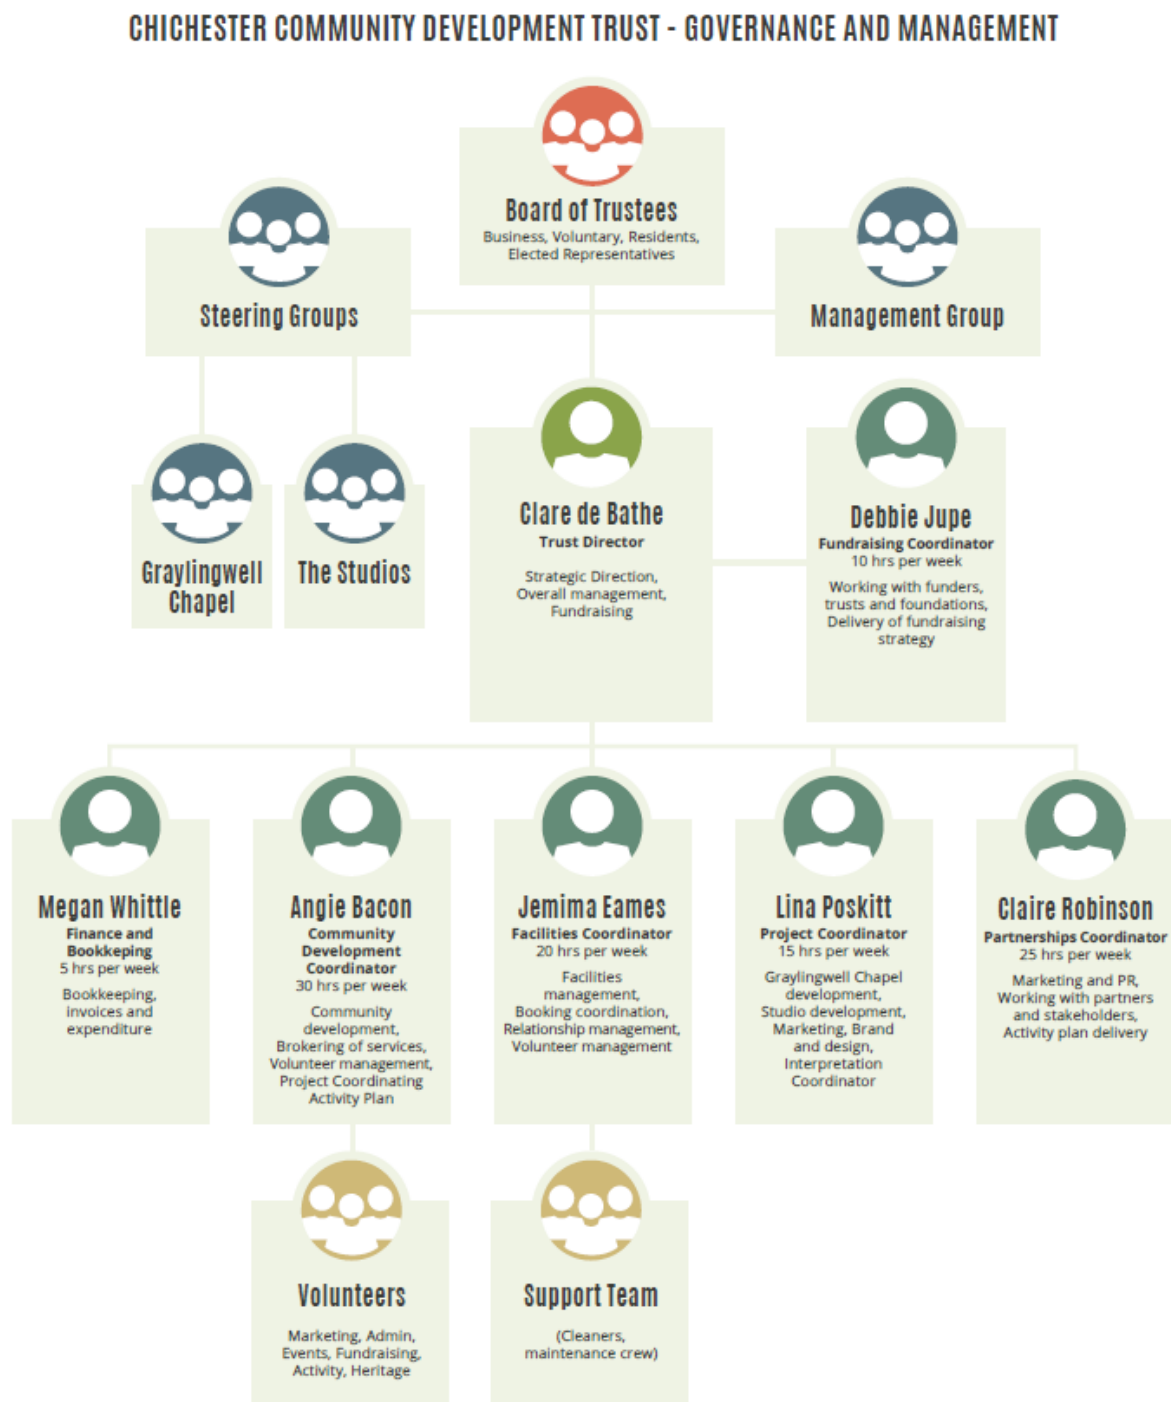 CHICHESTER COMMUNITY DEVELOPMENT TRUST - GOVERNANCE AND MANAGEMENT
Board of Trustees
Business, Voluntary, Residents,
Elected Representatives
Steering Groups
Management Group
Graylingwell
Chapel
The Studios
Clare de Bathe
Trust Director
Strategic Direction,
Overall management,
Fundraising
Debbie Jupe
Fundraising Coordinator
10 hrs per week
Working with funders,
trusts and foundations,
Delivery of fundraising
strategy
Megan Whittle
Finance and
Bookkeping
5 hrs per week
Bookkeeping,
invoices and
expenditure
Angie Bacon
Community
Development
Coordinator
30 hrs per week
Community
development,
Brokering of services,
Volunteer management,
Project Coordinating
Activity Plan
Jemima Eames
Facilities Coordinator
20 hrs per week
Facilities
management,
Booking coordination,
Relationship management,
Volunteer management
Lina Poskitt
Project Coordinator
15 hrs per week
Graylingwell Chapel
development,
Studio development,
Marketing, Brand
and design,
Interpretation
Coordinator
Claire Robinson
Partnerships Coordinator
25 hrs per week
Marketing and PR,
Working with partners
and stakeholders,
Activity plan delivery
Volunteers
Marketing, Admin,
Events, Fundraising,
Activity, Heritage
Support Team
(Cleaners,
maintenance crew)